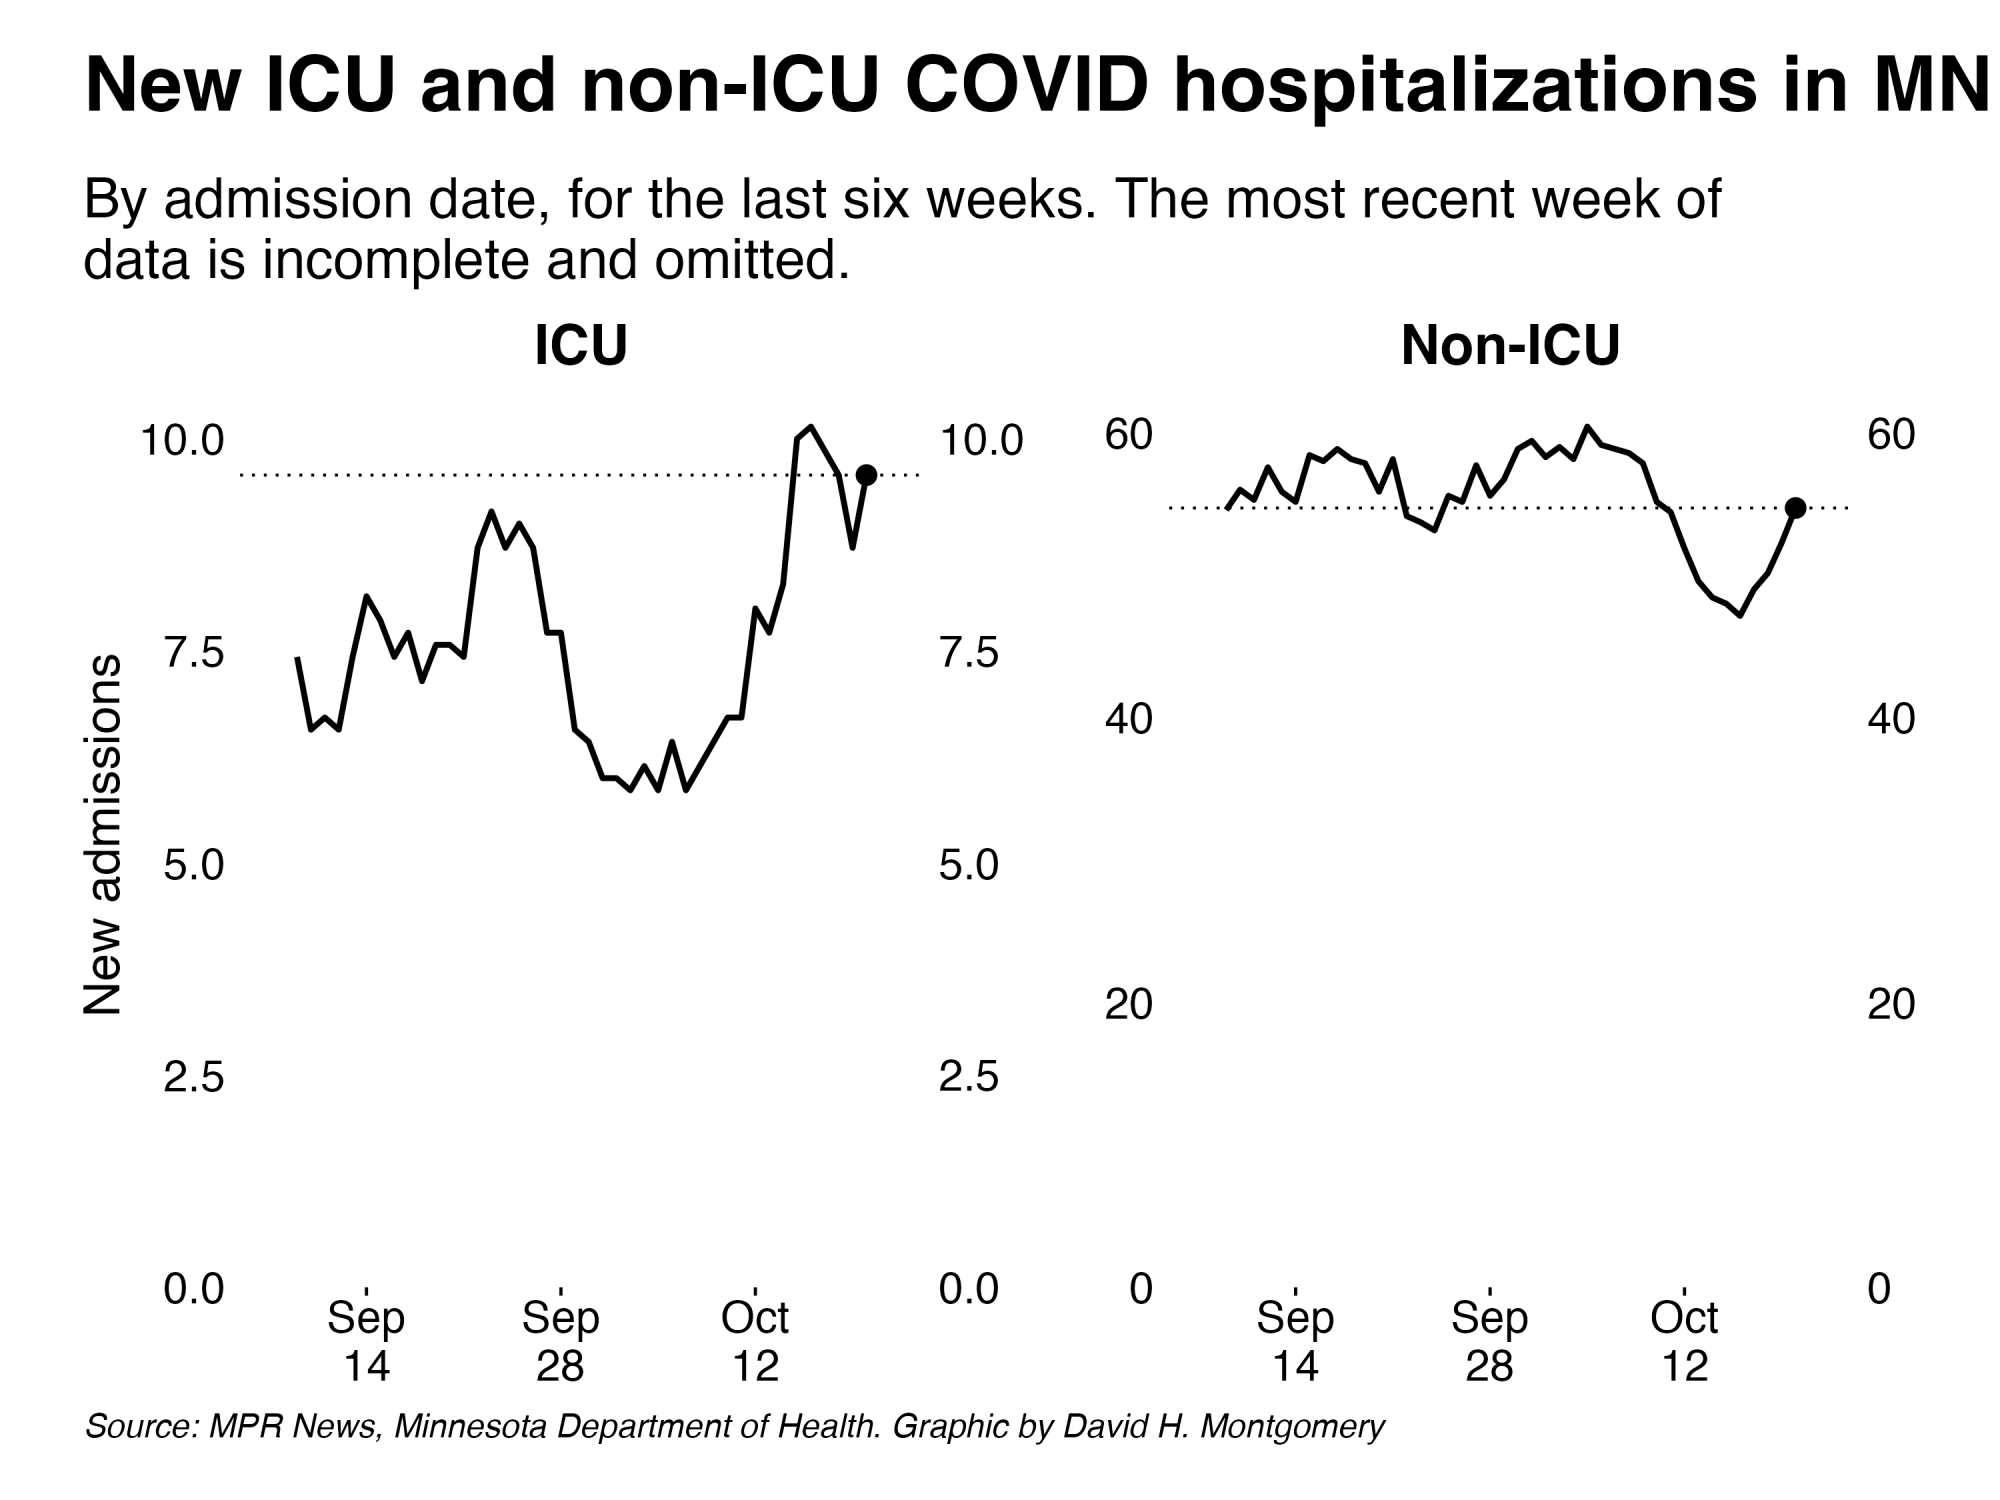 New ICU and non-ICU COVID hospitalizations in MN
By admission date, for the last six weeks. The most recent week of
data is incomplete and omitted.
ICU
Non-ICU
New admissions
10.0
7.5
5.0
2.5
0.0
10.0
7.5
5.0
2.5
0.0
Sep
14
Sep
28
Oct
12
60
40
20
0
60
40
20
0
Sep
14
Sep
28
Oct
12
Source: MPR News, Minnesota Department of Health. Graphic by David H. Montgomery